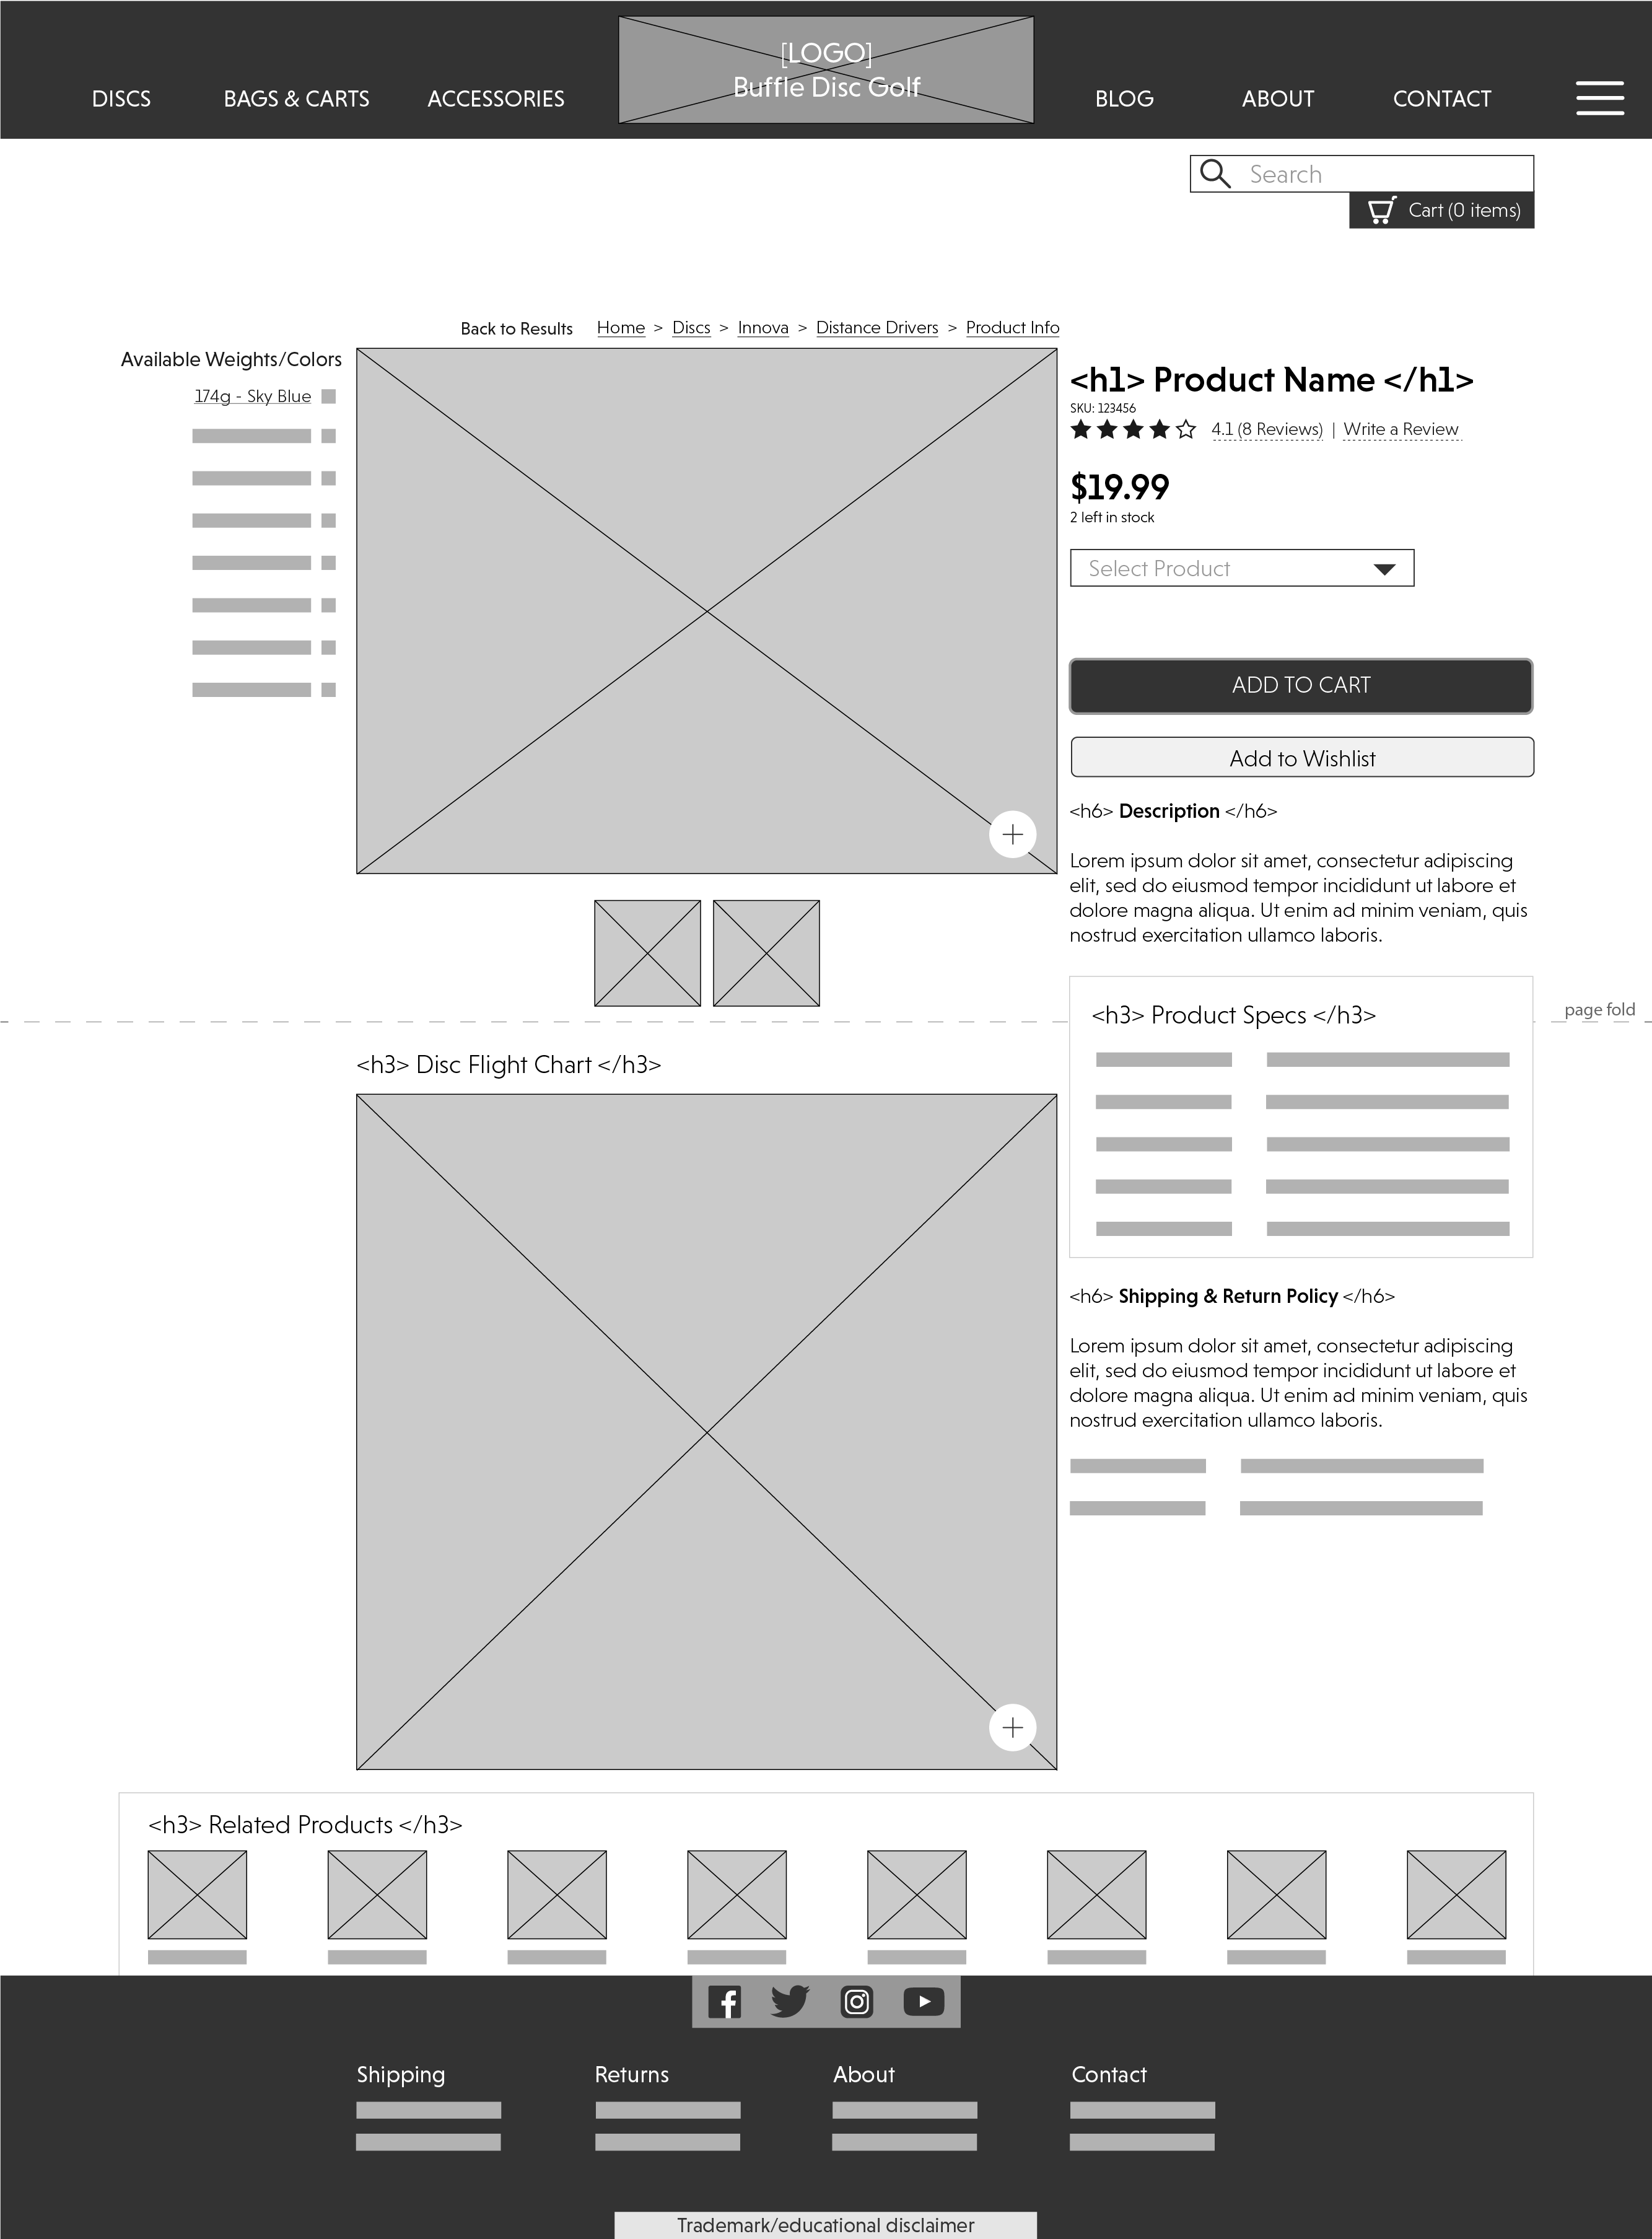 [LOGO]
Buffle Disc Golf
DISCS
BAGS & CARTS
ACCESSORIES
BLOG
ABOUT
CONTACT
Search
Cart (0 items)
Back to Results
Home > Discs > Innova > Distance Drivers > Product Info
Available Weights/Colors
174g - Sky Blue
<h1> Product Name </h1>
SKU: 123456
4.1 (8 Reviews) | Write a Review
$19.99
2 left in stock
Select Product
ADD TO CART
Add to Wishlist
<h6> Description </h6>
Lorem ipsum dolor sit amet, consectetur adipiscing
elit, sed do eiusmod tempor incididunt ut labore et
dolore magna aliqua. Ut enim ad minim veniam, quis
nostrud exercitation ullamco laboris.
page fold
<h3> Product Specs </h3>
<h3> Disc Flight Chart </h3>
<h6> Shipping & Return Policy </h6>
Lorem ipsum dolor sit amet, consectetur adipiscing
elit, sed do eiusmod tempor incididunt ut labore et
dolore magna aliqua. Ut enim ad minim veniam, quis
nostrud exercitation ullamco laboris.
<h3> Related Products </h3>
Shipping
Returns
About
Contact
Trademark/educational disclaimer